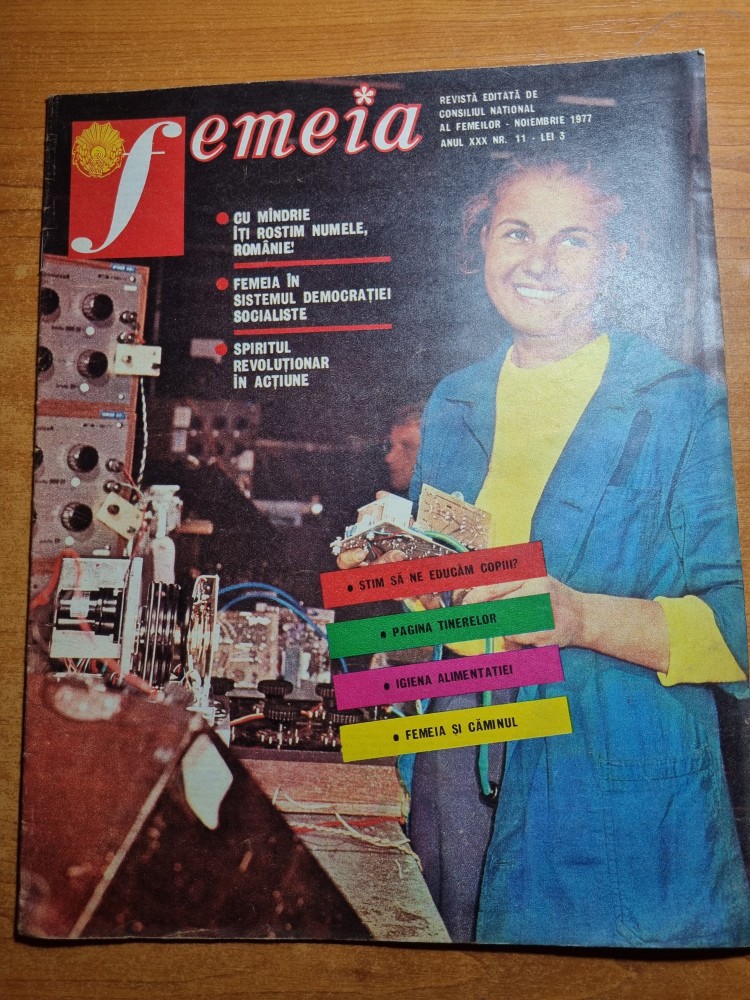 femeia
REVISTĂ EDITATĂ DE
CONSILIUL NAȚIONAL
AL FEMEILOR - NOIEMBRIE 1977
ANUL XXX NR. 11 - LEI 3
• CU MÎNDRIE
ÎȚI ROSTIM NUMELE,
ROMÂNIE!
• FEMEIA ÎN
SISTEMUL DEMOCRAȚIEI
SOCIALISTE
• SPIRITUL
REVOLUȚIONAR
ÎN ACȚIUNE
• ȘTIM SĂ NE EDUCĂM COPIII?
• PAGINA TINERELOR
• IGIENA ALIMENTAȚIEI
• FEMEIA ȘI CĂMINUL